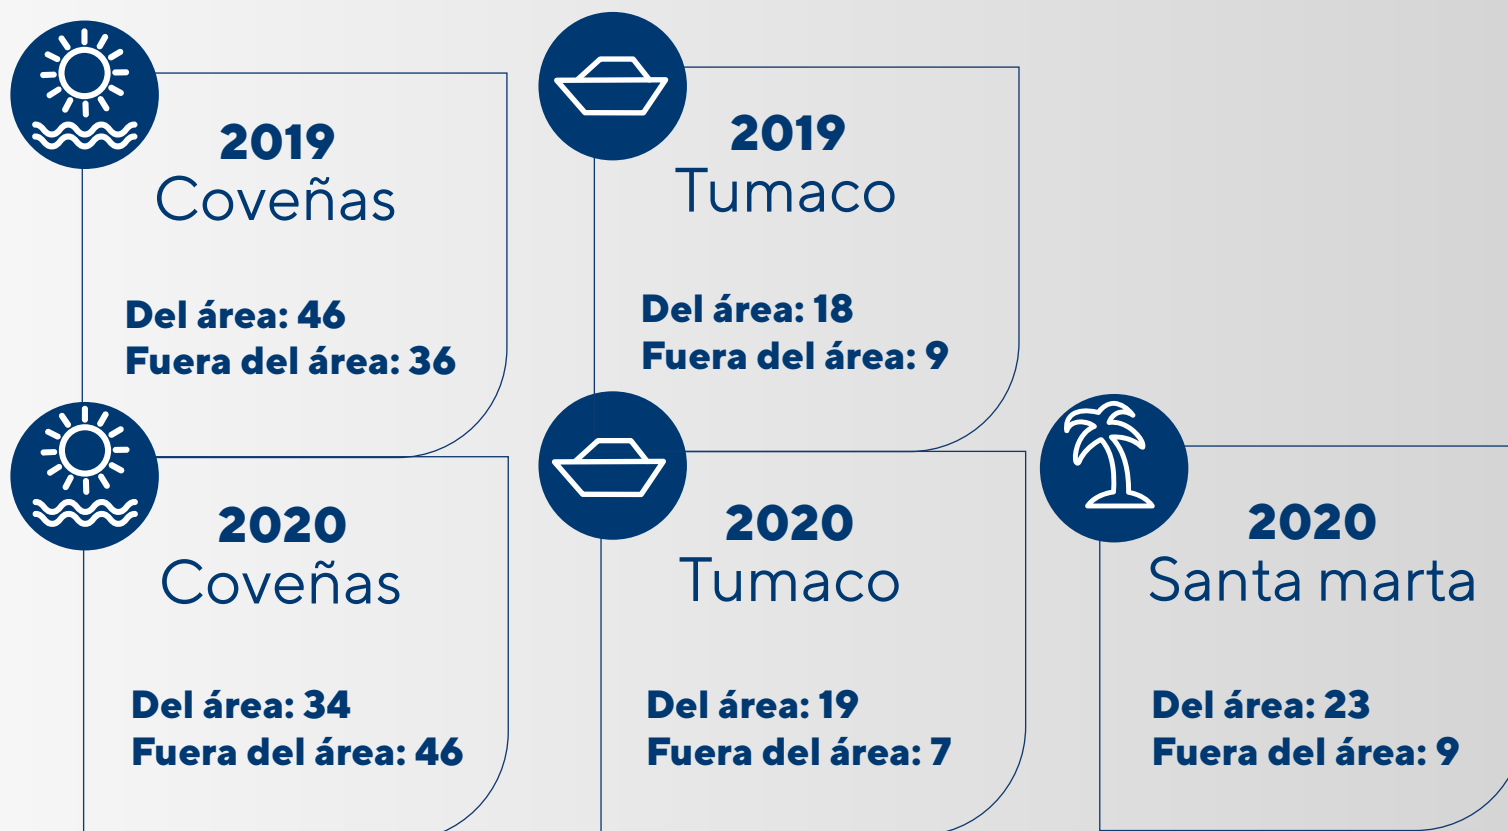 2019
Coveñas
Del área: 46
Fuera del área: 36
2019
Tumaco
Del área: 18
Fuera del área: 9
2020
Coveñas
Del área: 34
Fuera del área: 46
2020
Tumaco
Del área: 19
Fuera del área: 7
2020
Santa marta
Del área: 23
Fuera del área: 9